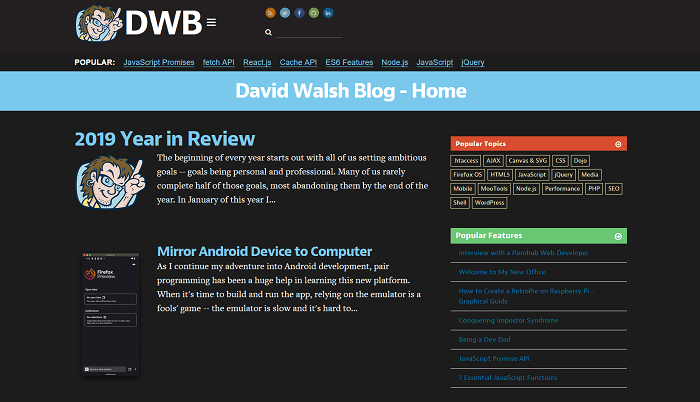 DWB
POPULAR: JavaScript Promises fetch API React.js Cache API ES6 Features Node.js JavaScript jQuery
David Walsh Blog - Home
2019 Year in Review
The beginning of every year starts out with all of us setting ambitious
goals -- goals being personal and professional. Many of us rarely
complete half of those goals, most abandoning them by the end of the
year. In January of this year I...
Mirror Android Device to Computer
As I continue my adventure into Android development, pair
programming has been a huge help in learning this new platform.
When it's time to build and run the app, relying on the emulator is a
fools' game -- the emulator is slow and it's hard to...
Firefox
Preview
Popular Topics
.htaccess AJAX Canvas & SVG CSS Dojo
Firefox OS HTML5 JavaScript jQuery Media
Mobile MooTools Node.js Performance PHP SEO
Shell WordPress
Popular Features
Interview with a Pornhub Web Developer
Welcome to My New Office
How to Create a RetroPie on Raspberry Pi –
Graphical Guide
Conquering Impostor Syndrome
Being a Dev Dad
JavaScript Promise API
7 Essential JavaScript Functions